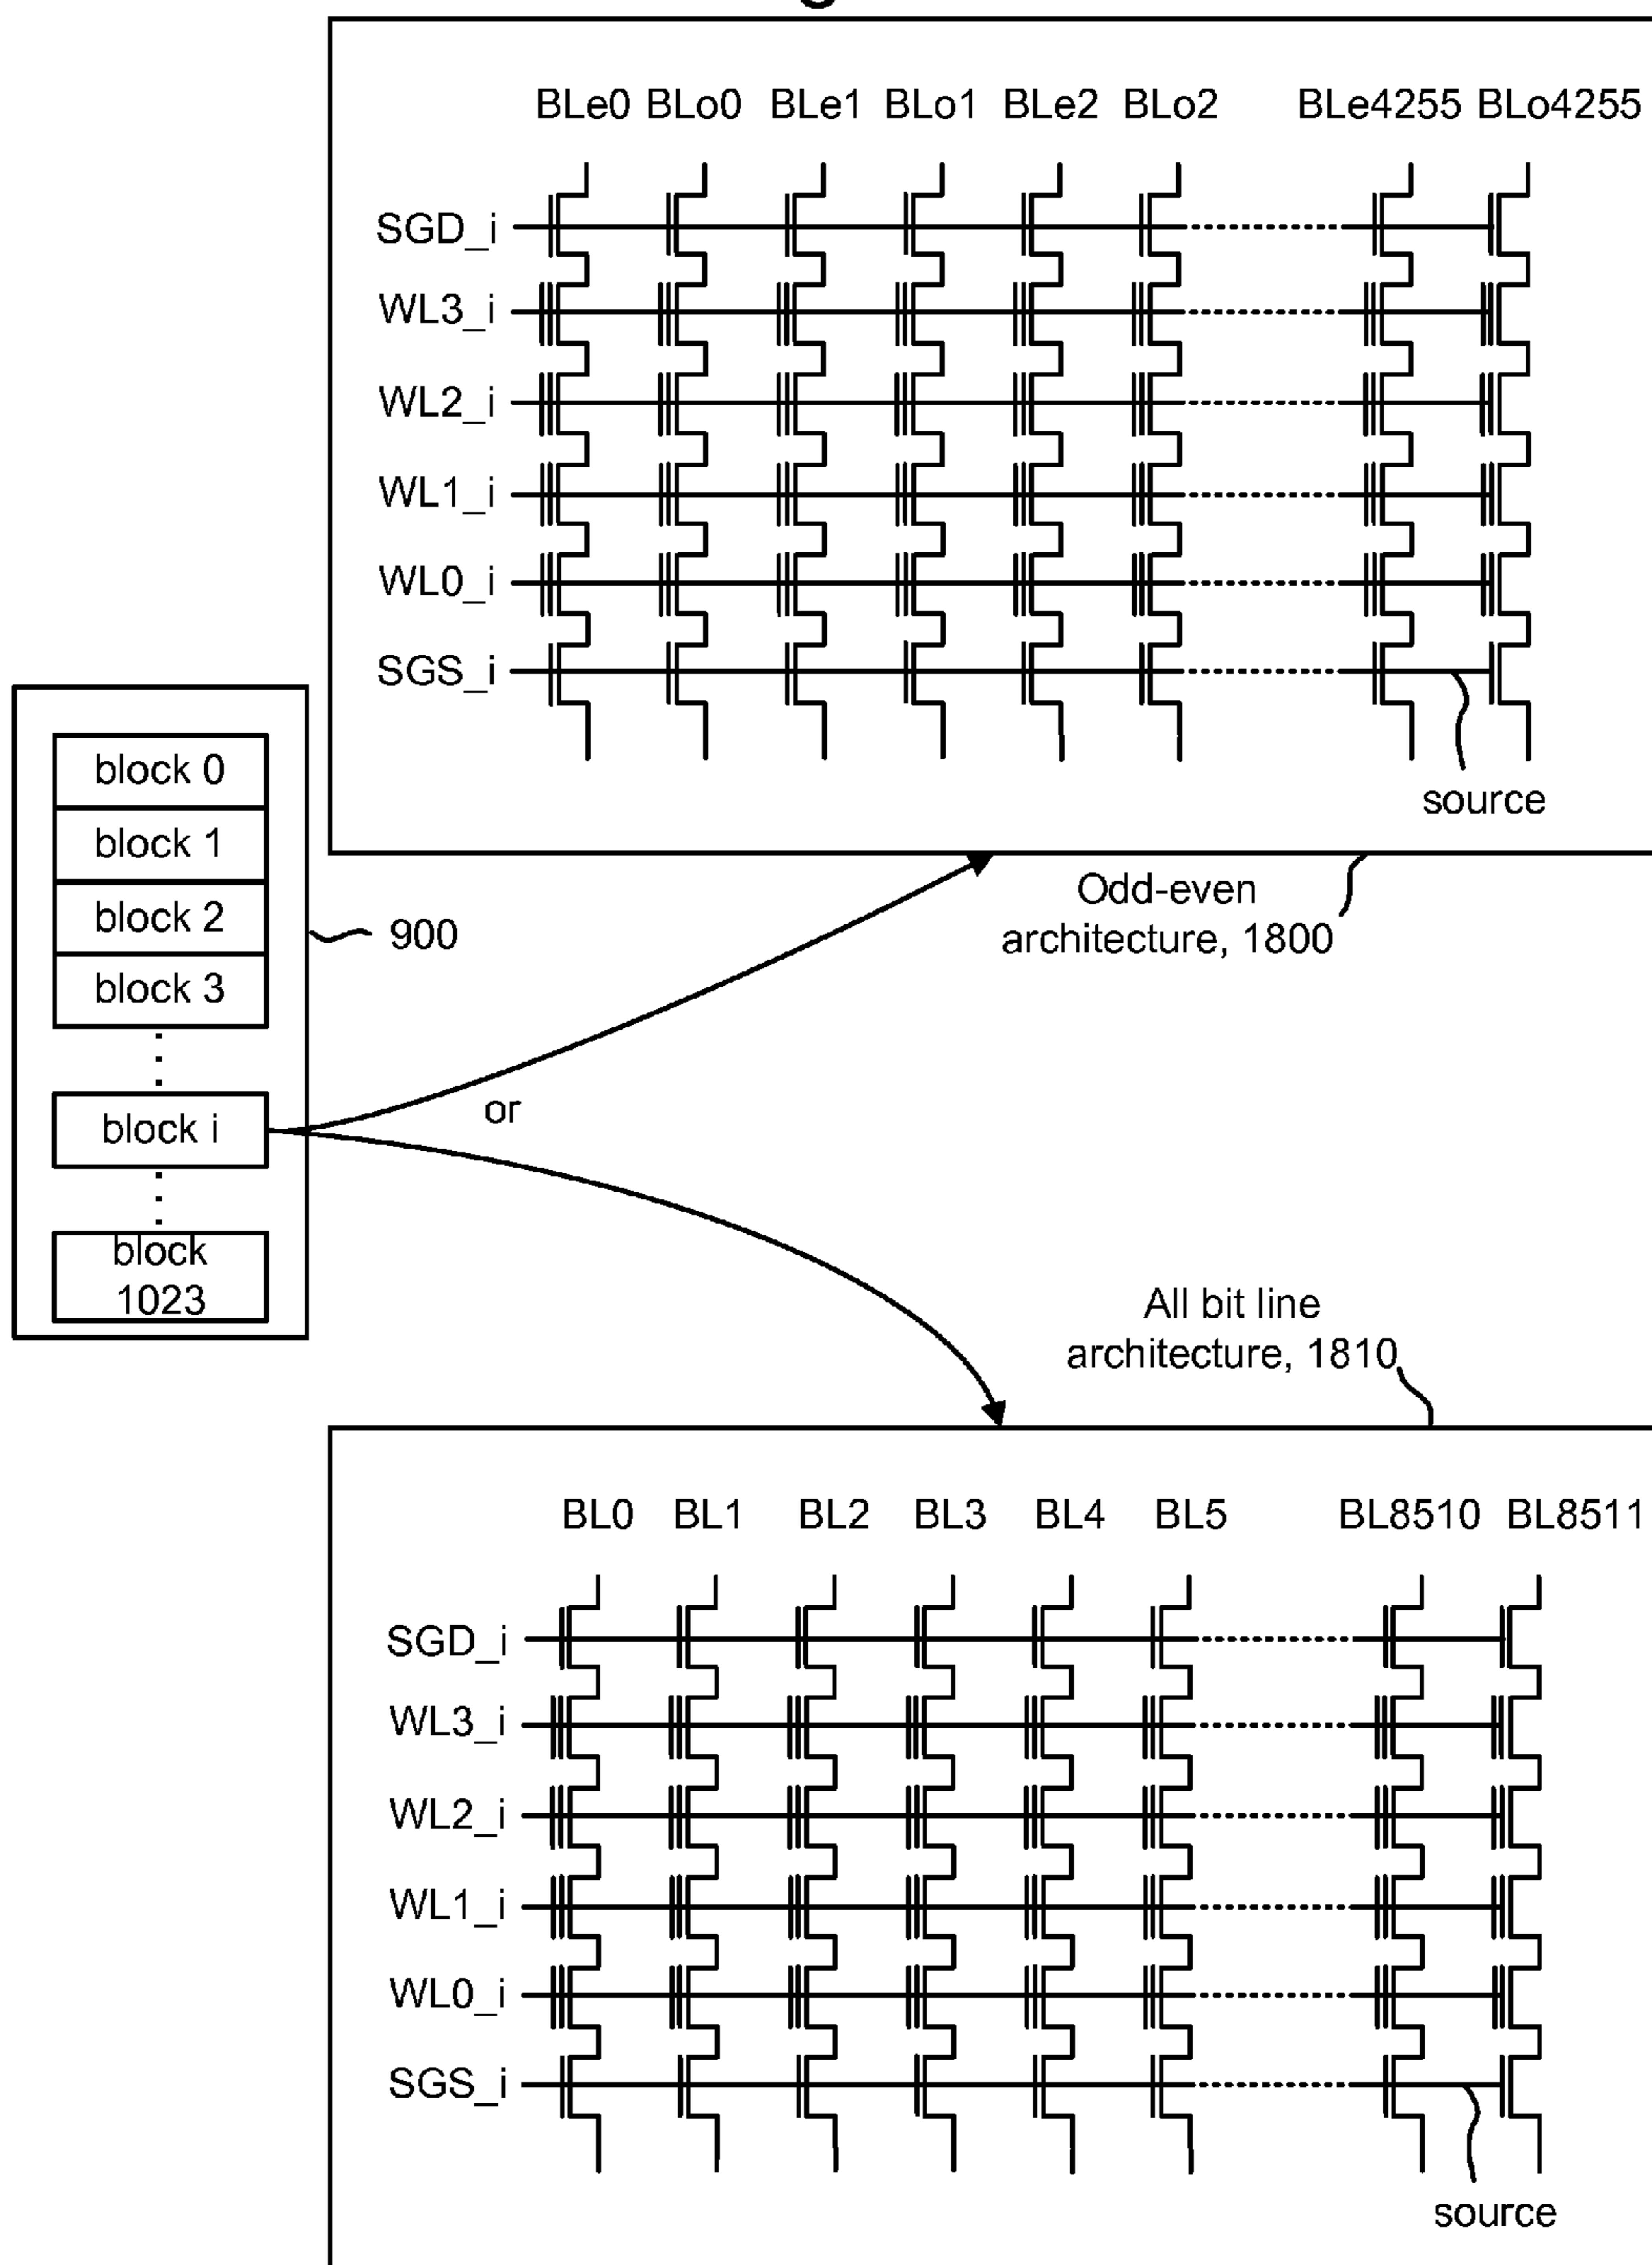 BLe0 BLo0 BLe1 BLo1 BLe2 BLo2 BLe4255 BLo4255
SGD_i
WL3_i
WL2_i
WL1_i
WL0_i
SGS_i
source
block 0
block 1
block 2
block 3
block i
block
1023
900
Odd-even
architecture, 1800
or
All bit line
architecture, 1810
BL0 BL1 BL2 BL3 BL4 BL5 BL8510 BL8511
SGD_i
WL3_i
WL2_i
WL1_i
WL0_i
SGS_i
source